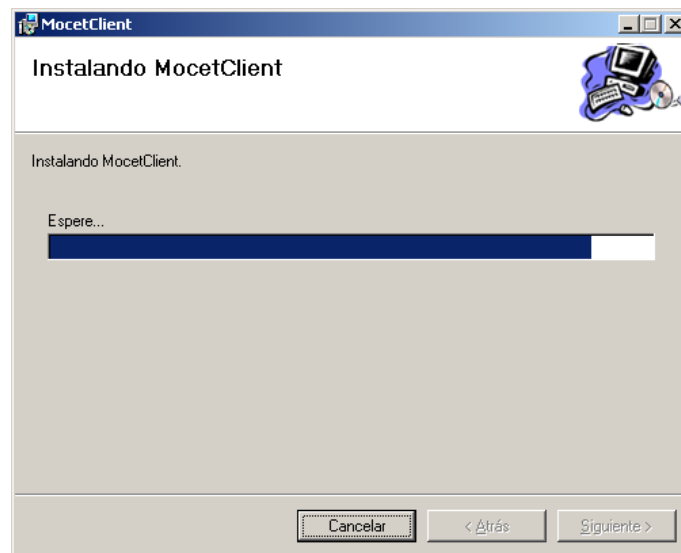 MocetClient
Instalando MocetClient
Instalando MocetClient.
Espere...
Cancelar
< Atrás
Siguiente >